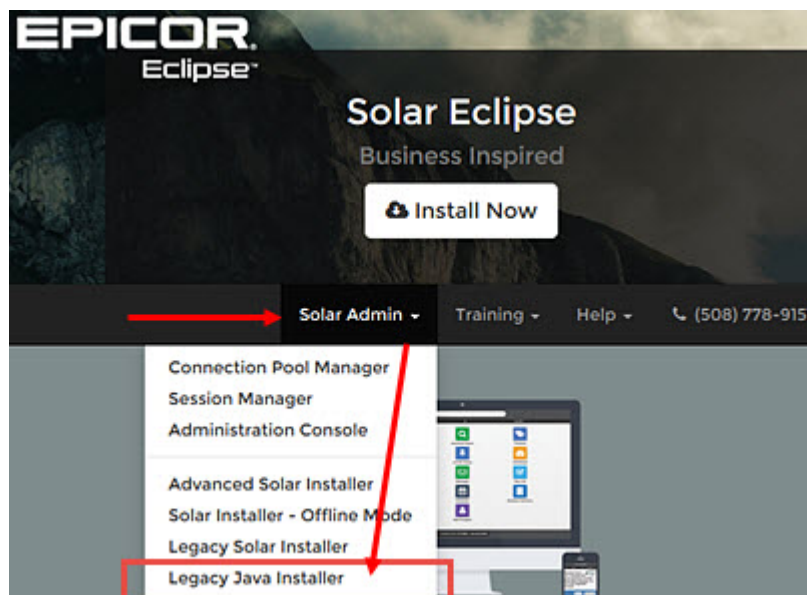 EPICOR.
Eclipse™
Solar Eclipse
Business Inspired
Install Now
Solar Admin Training Help (508) 778-915
Connection Pool Manager
Session Manager
Administration Console
Advanced Solar Installer
Solar Installer - Offline Mode
Legacy Solar Installer
Legacy Java Installer